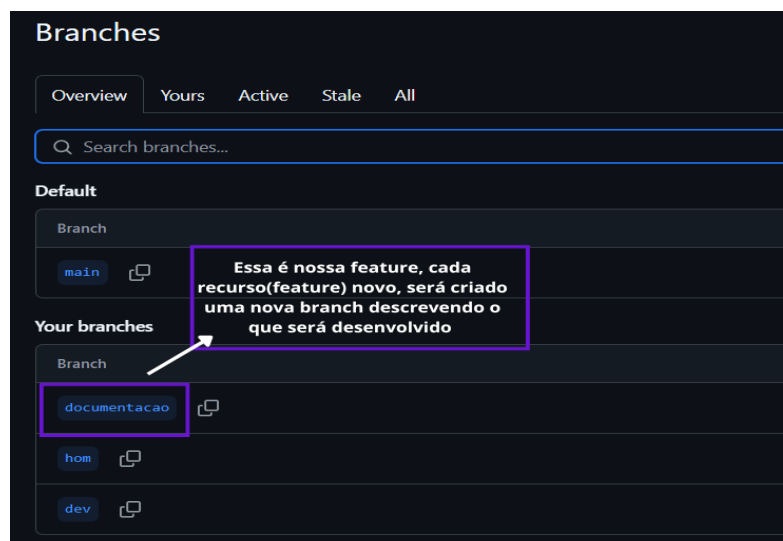 Branches
Overview Yours Active Stale All
Search branches...
Default
Branch
main
Essa é nossa feature, cada
recurso(feature) novo, será criado
uma nova branch descrevendo o
que será desenvolvido
Your branches
Branch
documentacao
hom
dev